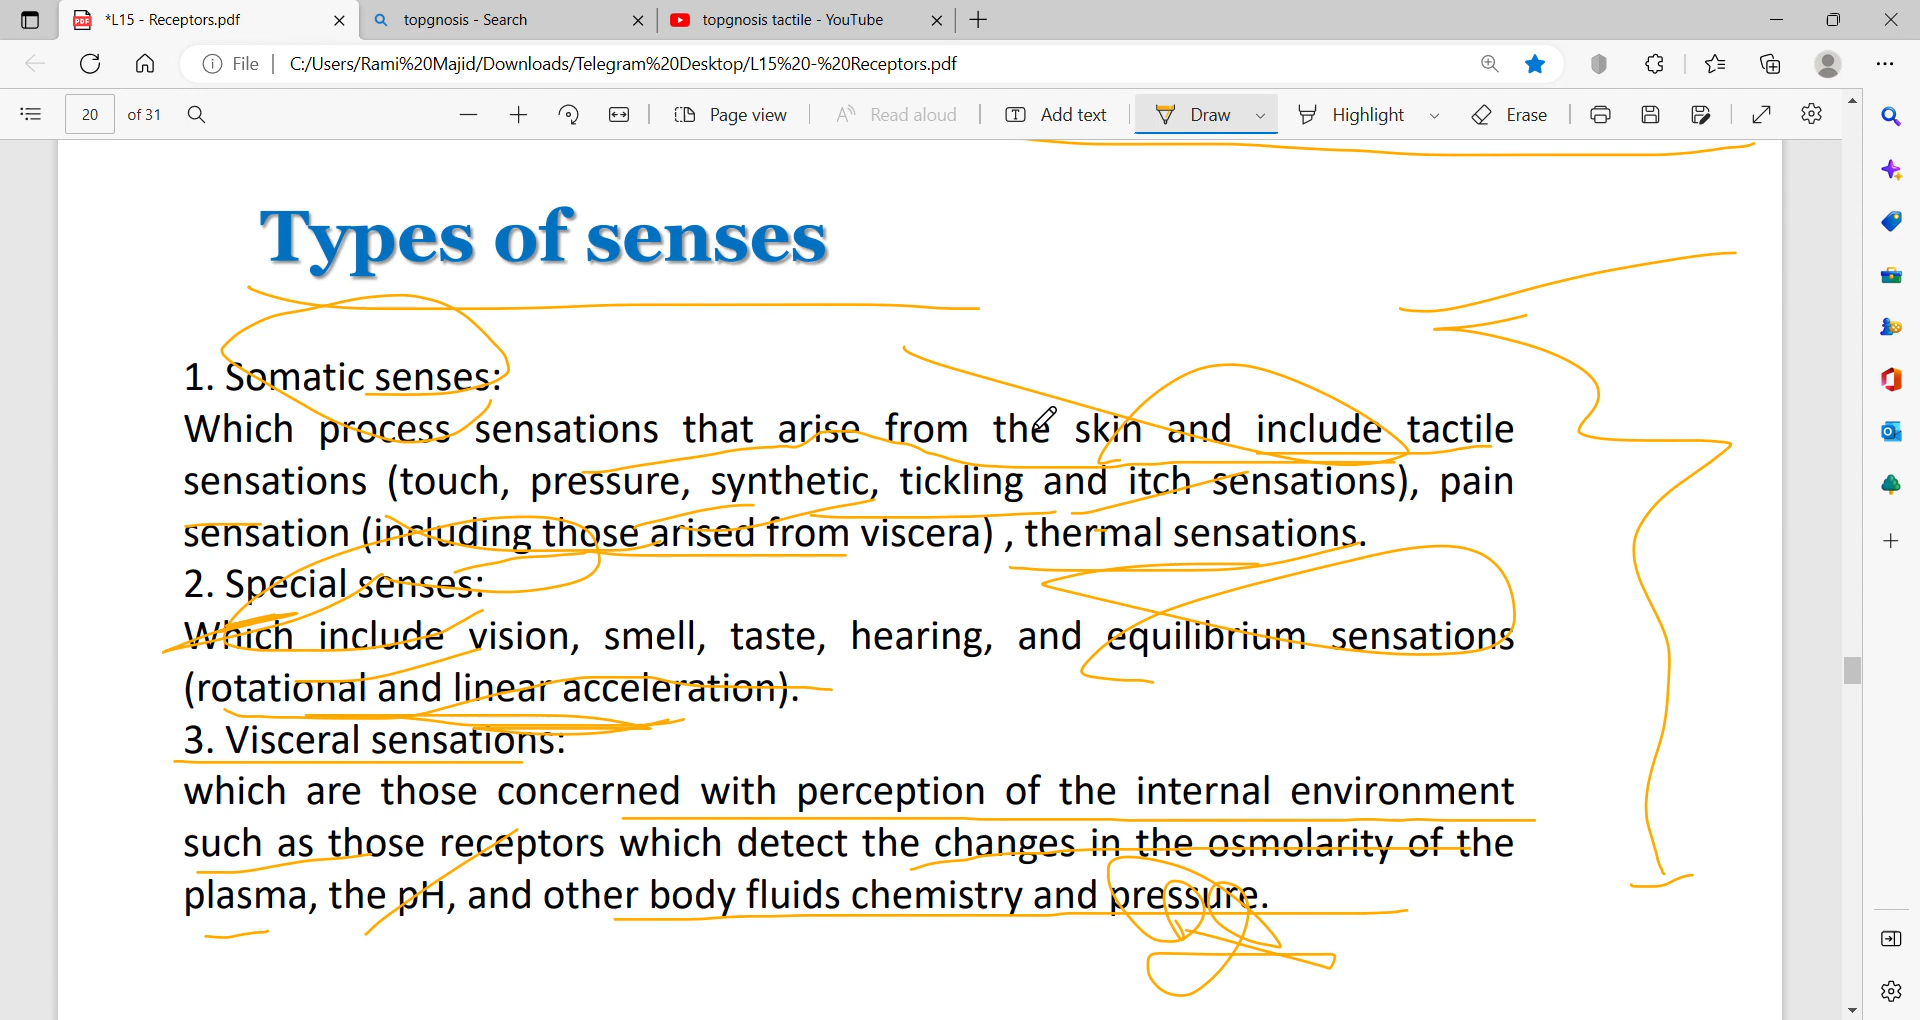 *L15 - Receptors.pdf
topgnosis - Search
topgnosis tactile - YouTube
File
C:/Users/Rami%20Majid/Downloads/Telegram%20Desktop/L15%20-%20Receptors.pdf
20 of 31
Page view
Read aloud
Add text
Draw
Highlight
Erase
Types of senses
1. Somatic senses:
Which process sensations that arise from the skin and include tactile
sensations (touch, pressure, synthetic, tickling and itch sensations), pain
sensation (including those arised from viscera) , thermal sensations.
2. Special senses:
Which include vision, smell, taste, hearing, and equilibrium sensations
(rotational and linear acceleration).
3. Visceral sensations:
which are those concerned with perception of the internal environment
such as those receptors which detect the changes in the osmolarity of the
plasma, the pH, and other body fluids chemistry and pressure.